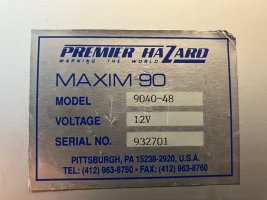 PREMIER HAZARD
WARNING THE WORLD
MAXIM 90
MODEL 9040-48
VOLTAGE 12V
SERIAL NO. 932701
PITTSBURGH, PA 15238-2920, U.S.A.
TEL: (412) 963-8750 • FAX: (412) 963-8760